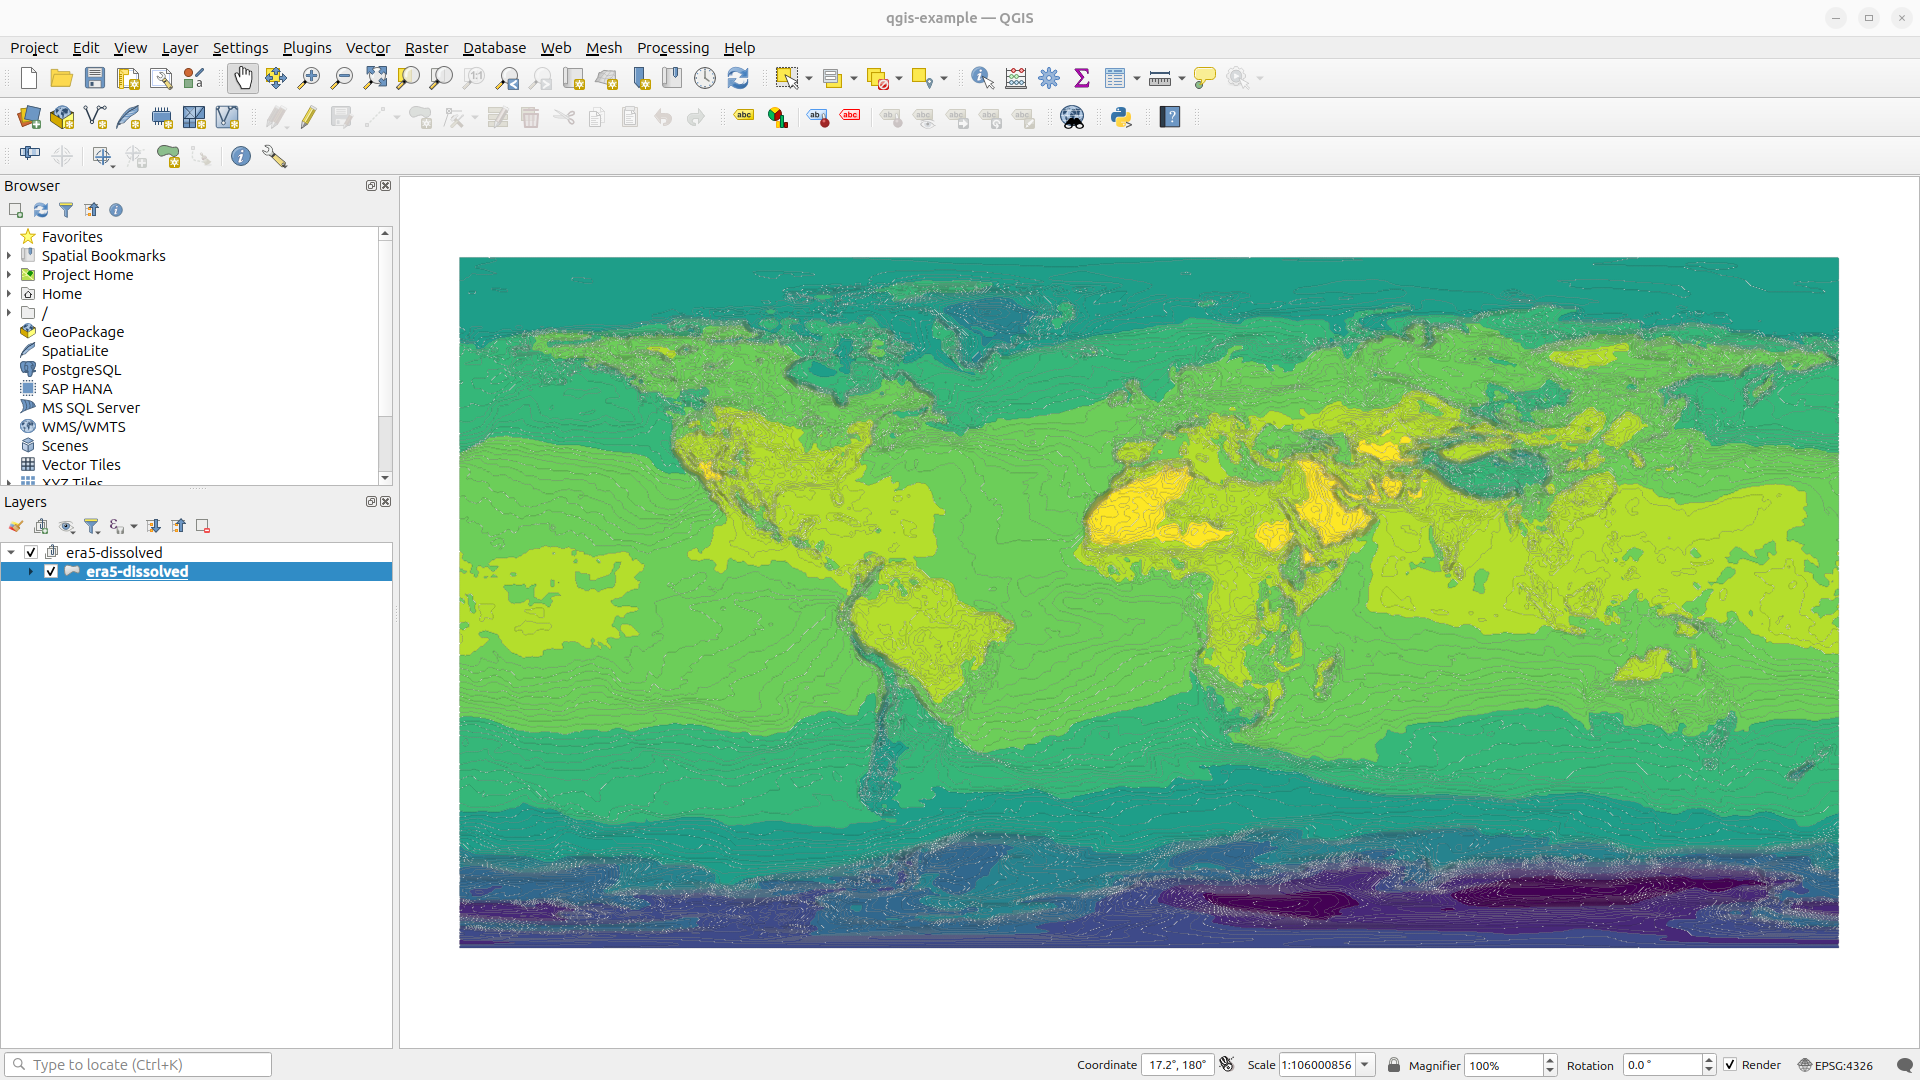 qgis-example — QGIS
Project Edit View Layer Settings Plugins Vector Raster Database Web Mesh Processing Help
Browser
Favorites
Spatial Bookmarks
Project Home
Home
/
GeoPackage
SpatiaLite
PostgreSQL
SAP HANA
MS SQL Server
WMS/WMTS
Scenes
Vector Tiles
XYZ Tiles
Layers
era5-dissolved
era5-dissolved
Type to locate (Ctrl+K)
Coordinate 17.2°, 180° Scale 1:106000856 Magnifier 100% Rotation 0.0 ° Render EPSG:4326